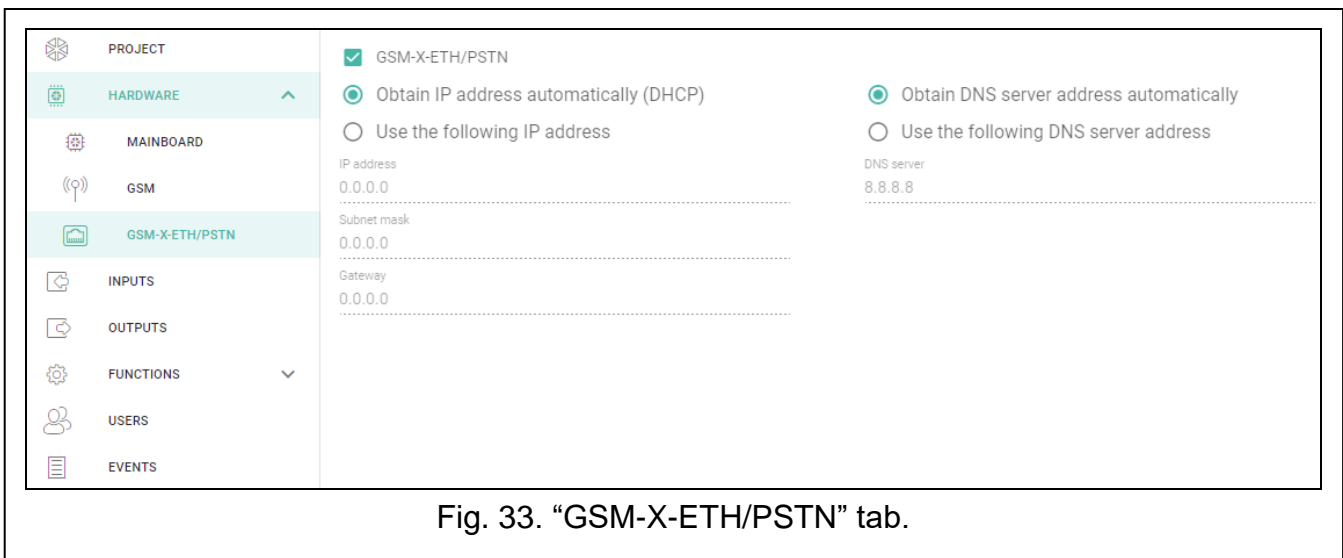 PROJECT
HARDWARE
MAINBOARD
GSM
GSM-X-ETH/PSTN
INPUTS
OUTPUTS
FUNCTIONS
USERS
EVENTS
GSM-X-ETH/PSTN
Obtain IP address automatically (DHCP)
Use the following IP address
IP address
0.0.0.0
Subnet mask
0.0.0.0
Gateway
0.0.0.0
Obtain DNS server address automatically
Use the following DNS server address
DNS server
8.8.8.8
Fig. 33. “GSM-X-ETH/PSTN” tab.